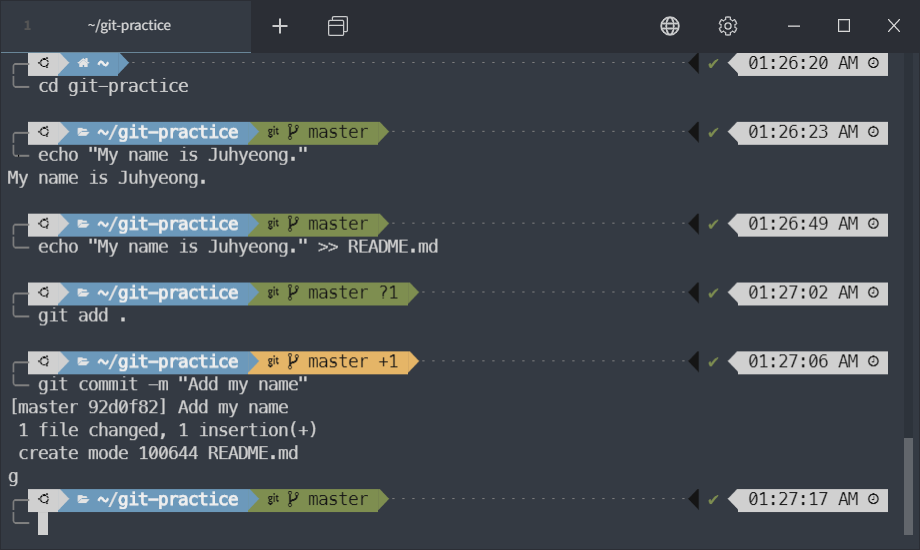 1 ~/git-practice
~ 01:26:20 AM
cd git-practice
~/git-practice git master 01:26:23 AM
echo "My name is Juhyeong."
My name is Juhyeong.
~/git-practice git master 01:26:49 AM
echo "My name is Juhyeong." >> README.md
~/git-practice git master ?1 01:27:02 AM
git add .
~/git-practice git master +1 01:27:06 AM
git commit -m "Add my name"
[master 92d0f82] Add my name
1 file changed, 1 insertion(+)
create mode 100644 README.md
g
~/git-practice git master 01:27:17 AM